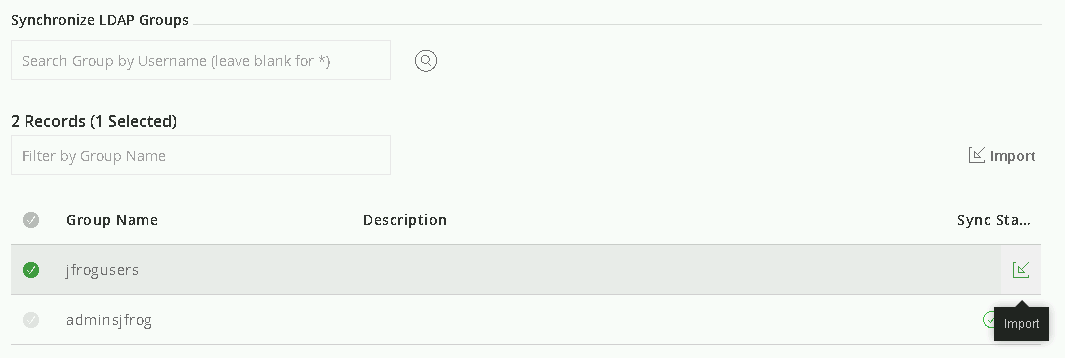 Synchronize LDAP Groups
Search Group by Username (leave blank for *)
2 Records (1 Selected)
Filter by Group Name
Import
Group Name Description Sync Sta...
jfrogusers
adminsjfrog
Import